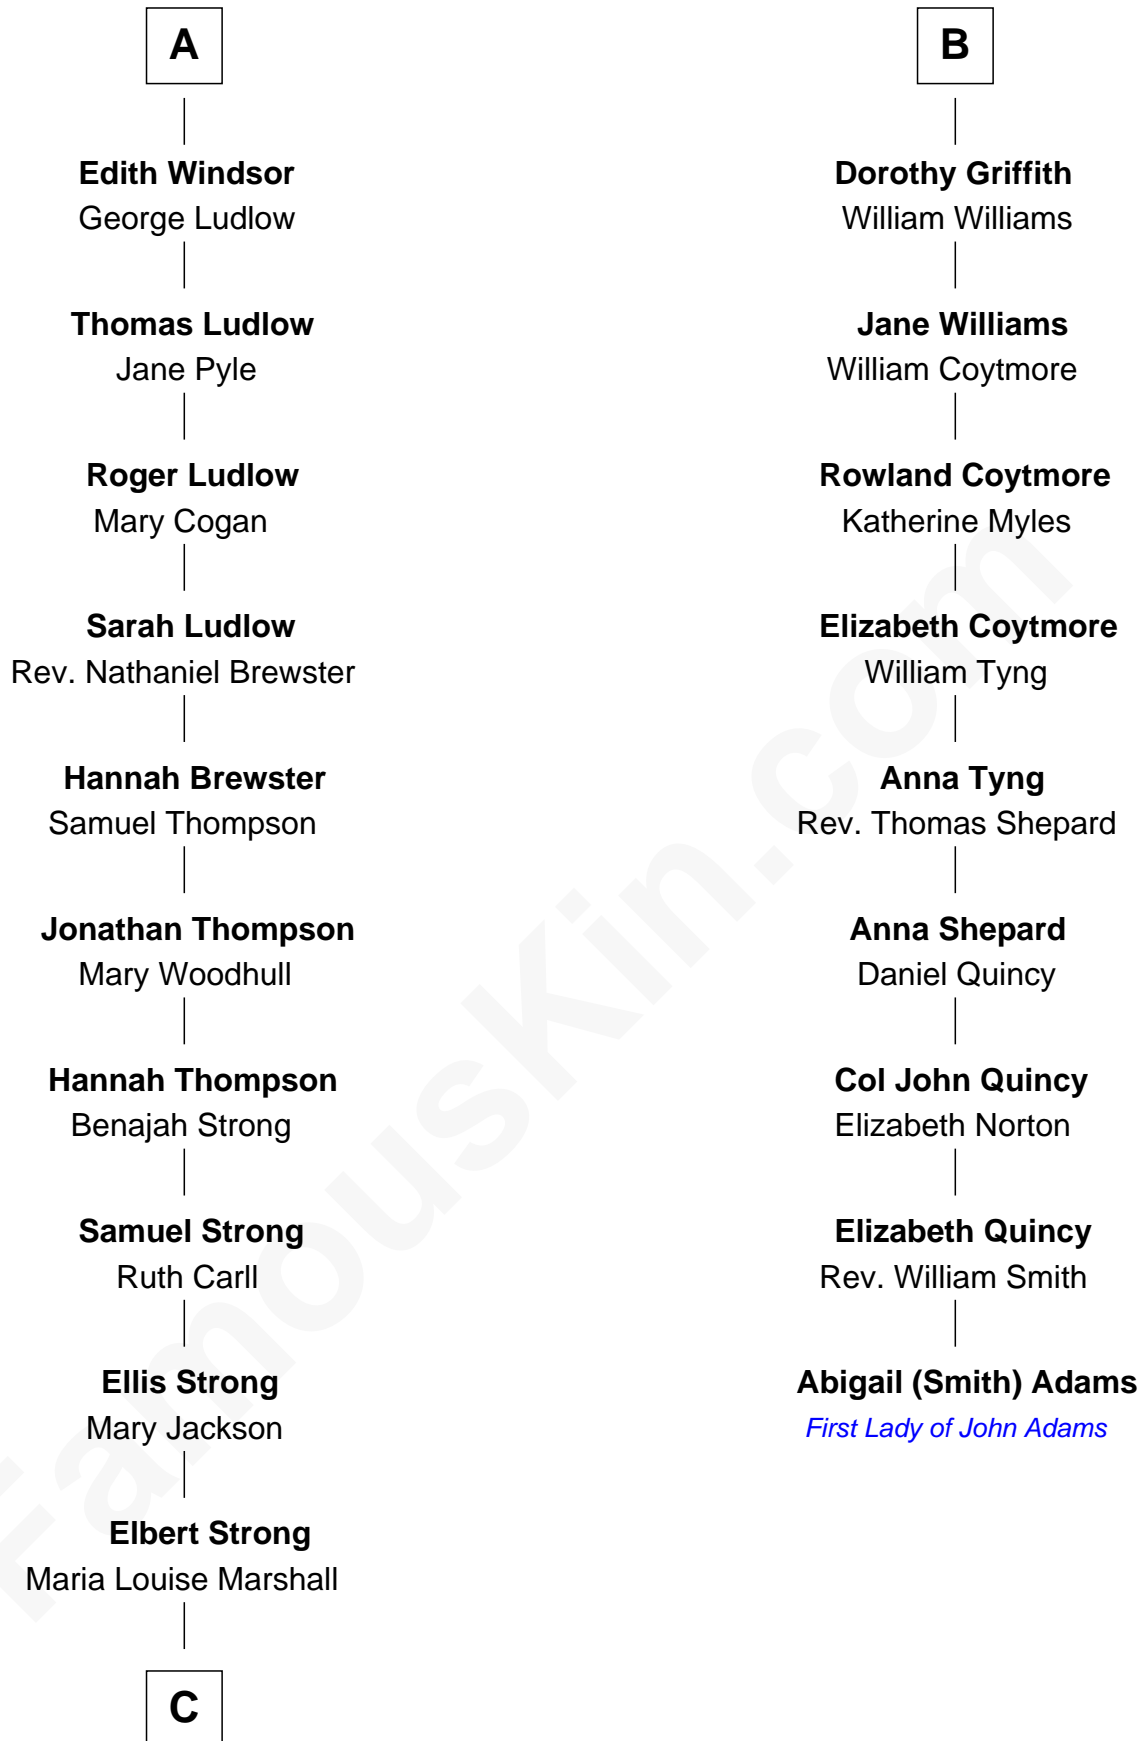 A
Edith Windsor
George Ludlow
Thomas Ludlow
Jane Pyle
Roger Ludlow
Mary Cogan
Sarah Ludlow
Rev. Nathaniel Brewster
Hannah Brewster
Samuel Thompson
Jonathan Thompson
Mary Woodhull
Hannah Thompson
Benajah Strong
Samuel Strong
Ruth Carll
Ellis Strong
Mary Jackson
Elbert Strong
Maria Louise Marshall
C
B
Dorothy Griffith
William Williams
Jane Williams
William Coytmore
Rowland Coytmore
Katherine Myles
Elizabeth Coytmore
William Tyng
Anna Tyng
Rev. Thomas Shepard
Anna Shepard
Daniel Quincy
Col John Quincy
Elizabeth Norton
Elizabeth Quincy
Rev. William Smith
Abigail (Smith) Adams
First Lady of John Adams
FamousKin.com